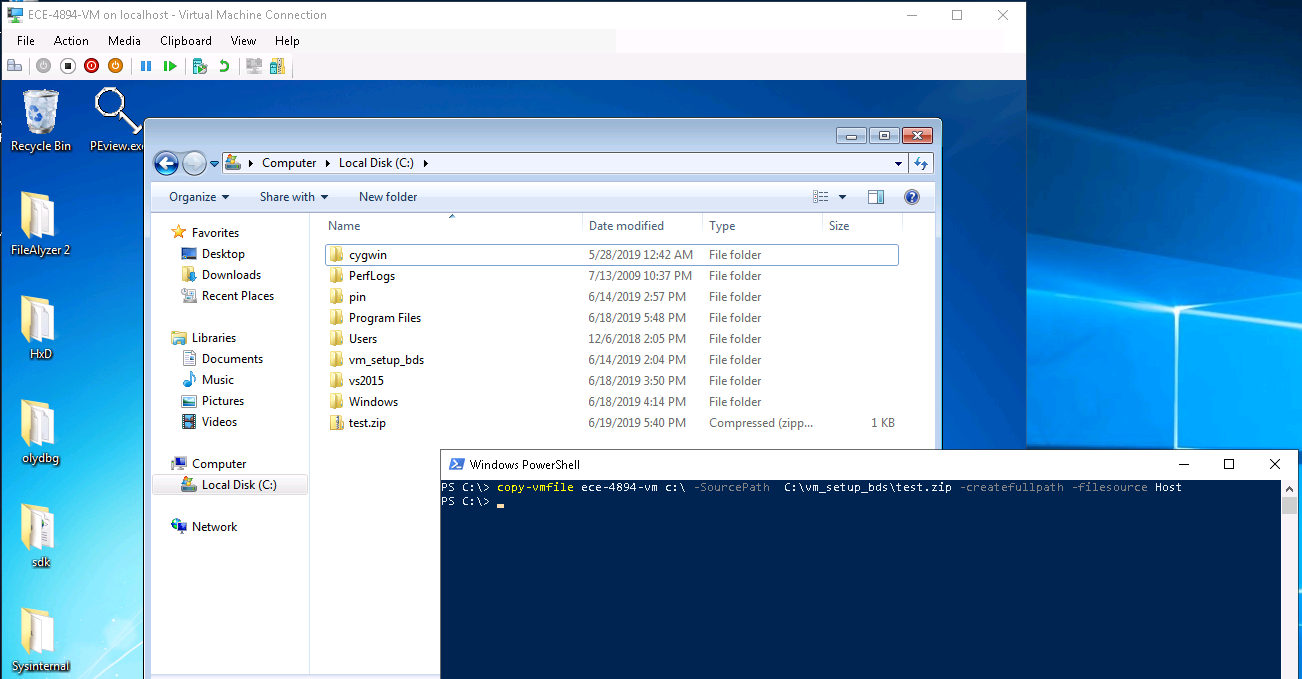 ECE-4894-VM on localhost - Virtual Machine Connection
File Action Media Clipboard View Help
Recycle Bin
PEview.exe
FileAlyzer 2
HxD
olydbg
sdk
Sysinternal
Computer Local Disk (C:)
Organize Share with New folder
Favorites
Desktop
Downloads
Recent Places
Libraries
Documents
Music
Pictures
Videos
Computer
Local Disk (C:)
Network
Name Date modified Type Size
cygwin 5/28/2019 12:42 AM File folder
PerfLogs 7/13/2009 10:37 PM File folder
pin 6/14/2019 2:57 PM File folder
Program Files 6/18/2019 5:48 PM File folder
Users 12/6/2018 2:05 PM File folder
vm_setup_bds 6/14/2019 2:04 PM File folder
vs2015 6/18/2019 3:50 PM File folder
Windows 6/18/2019 4:14 PM File folder
test.zip 6/19/2019 5:40 PM Compressed (zipp... 1 KB
Windows PowerShell
PS C:\> copy-vmfile ece-4894-vm c:\ -SourcePath  C:\vm_setup_bds\test.zip -createfullpath -filesource Host
PS C:\>